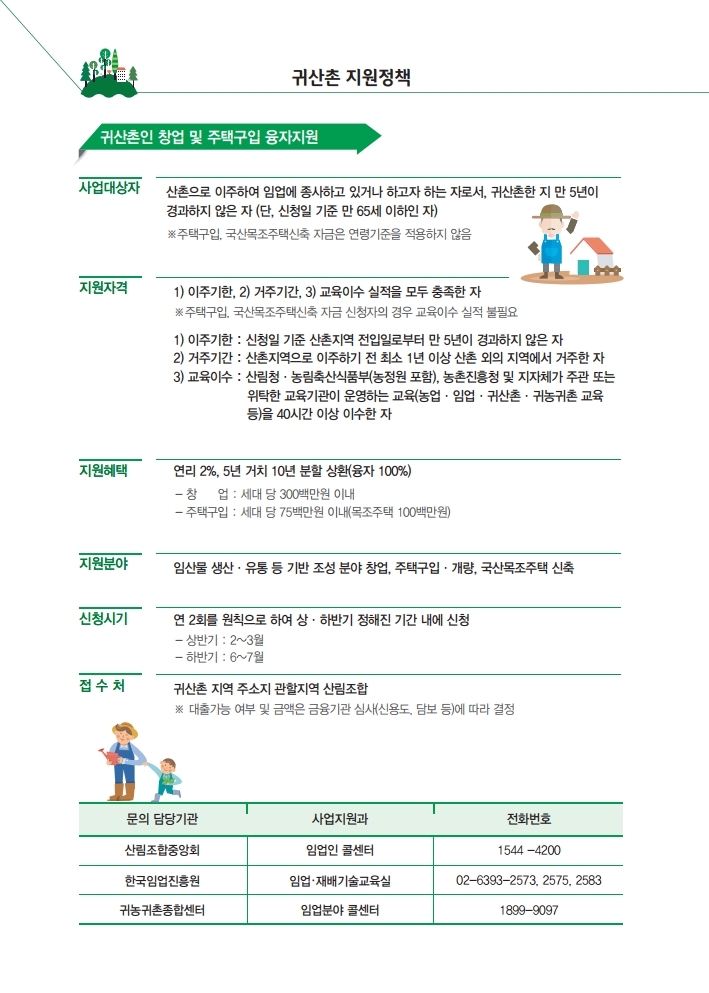 귀산촌 지원정책
귀산촌인 창업 및 주택구입 융자지원
사업대상자
산촌으로 이주하여 임업에 종사하고 있거나 하고자 하는 자로서, 귀산촌한 지 만 5년이
경과하지 않은 자 (단, 신청일 기준 만 65세 이하인 자)
※주택구입, 국산목조주택신축 자금은 연령기준을 적용하지 않음
지원자격
1) 이주기한, 2) 거주기간, 3) 교육이수 실적을 모두 충족한 자
※주택구입, 국산목조주택신축 자금 신청자의 경우 교육이수 실적 불필요
1) 이주기한 : 신청일 기준 산촌지역 전입일로부터 만 5년이 경과하지 않은 자
2) 거주기간 : 산촌지역으로 이주하기 전 최소 1년 이상 산촌 외의 지역에서 거주한 자
3) 교육이수 : 산림청 · 농림축산식품부(농정원 포함), 농촌진흥청 및 지자체가 주관 또는
위탁한 교육기관이 운영하는 교육(농업 · 임업 · 귀산촌 · 귀농귀촌 교육
등)을 40시간 이상 이수한 자
지원혜택
연리 2%, 5년 거치 10년 분할 상환(융자 100%)
- 창 업 : 세대 당 300백만원 이내
- 주택구입 : 세대 당 75백만원 이내(목조주택 100백만원)
지원분야
임산물 생산 · 유통 등 기반 조성 분야 창업, 주택구입 · 개량, 국산목조주택 신축
신청시기
연 2회를 원칙으로 하여 상 · 하반기 정해진 기간 내에 신청
- 상반기 : 2~3월
- 하반기 : 6~7월
접 수 처
귀산촌 지역 주소지 관할지역 산림조합
※ 대출가능 여부 및 금액은 금융기관 심사(신용도, 담보 등)에 따라 결정
문의 담당기관 사업지원과 전화번호
산림조합중앙회 임업인 콜센터 1544 -4200
한국임업진흥원 임업·재배기술교육실 02-6393-2573, 2575, 2583
귀농귀촌종합센터 임업분야 콜센터 1899-9097